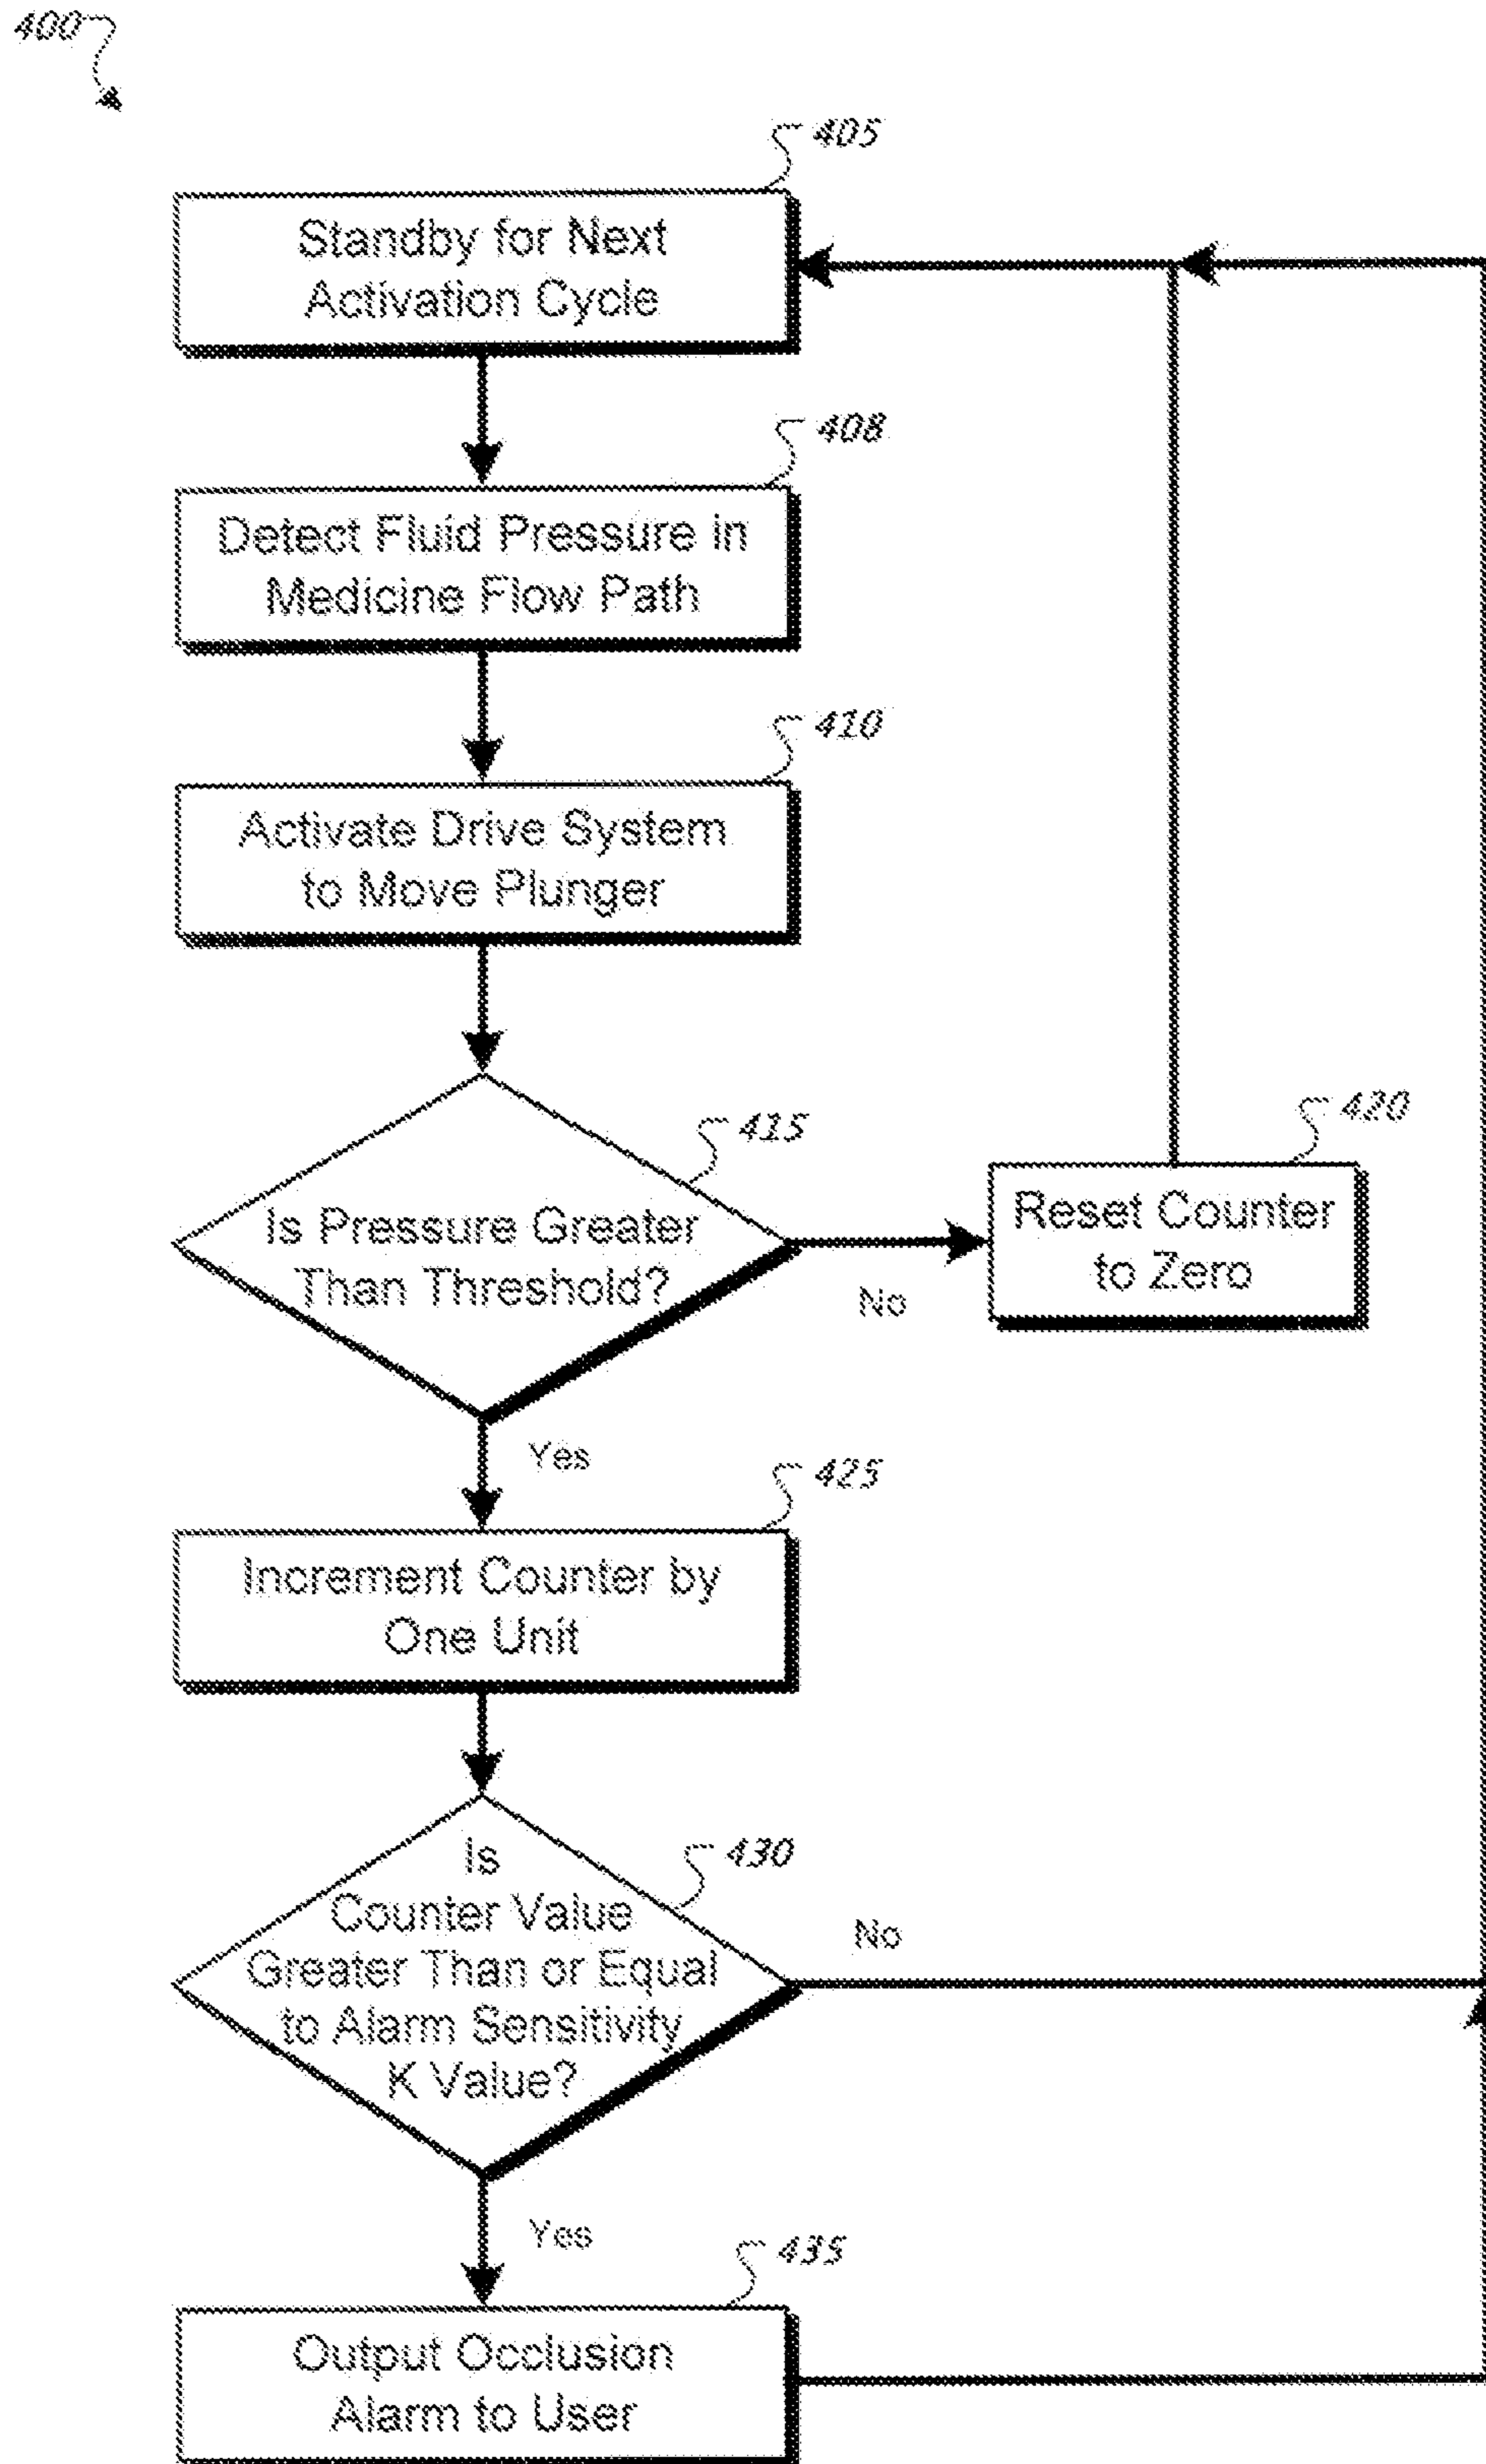 400
405
Standby for Next
Activation Cycle
408
Detect Fluid Pressure in
Medicine Flow Path
410
Activate Drive System
to Move Plunger
415
Is Pressure Greater
Than Threshold?
No
420
Reset Counter
to Zero
Yes
425
Increment Counter by
One Unit
430
Is
Counter Value
Greater Than or Equal
to Alarm Sensitivity
K Value?
No
Yes
435
Output Occlusion
Alarm to User